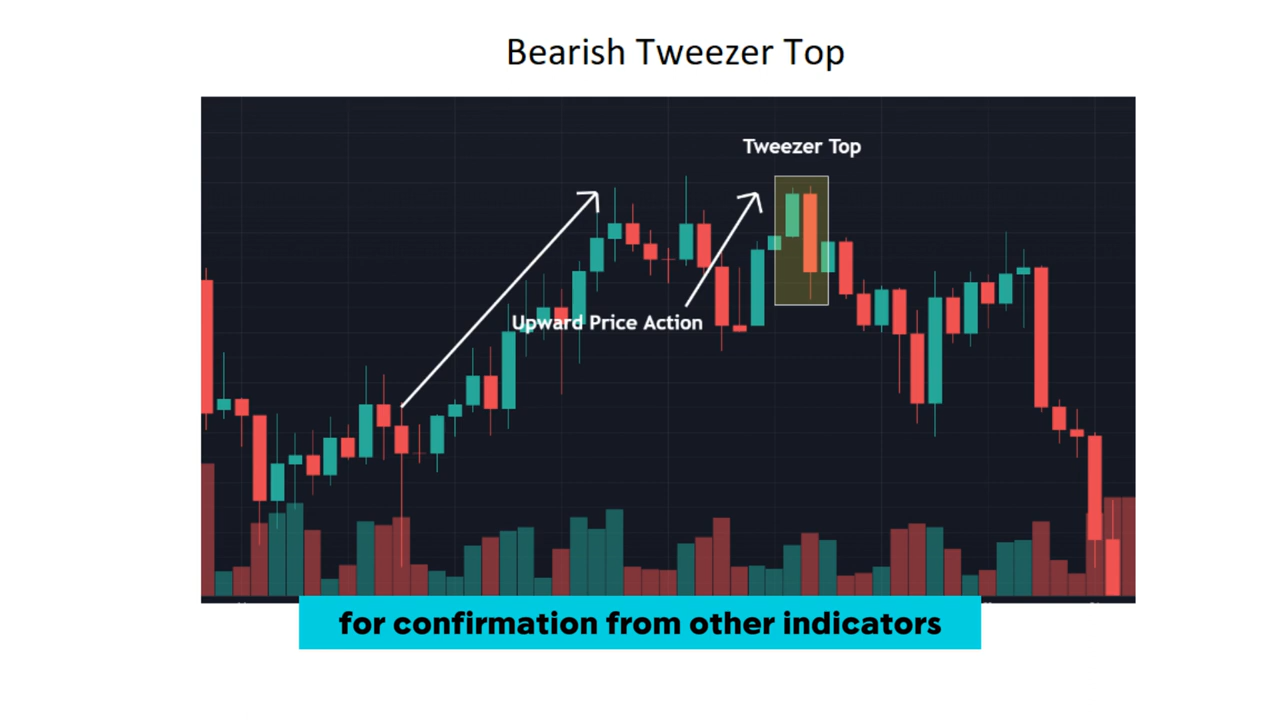 Bearish Tweezer Top
Tweezer Top
Upward Price Action
for confirmation from other indicators